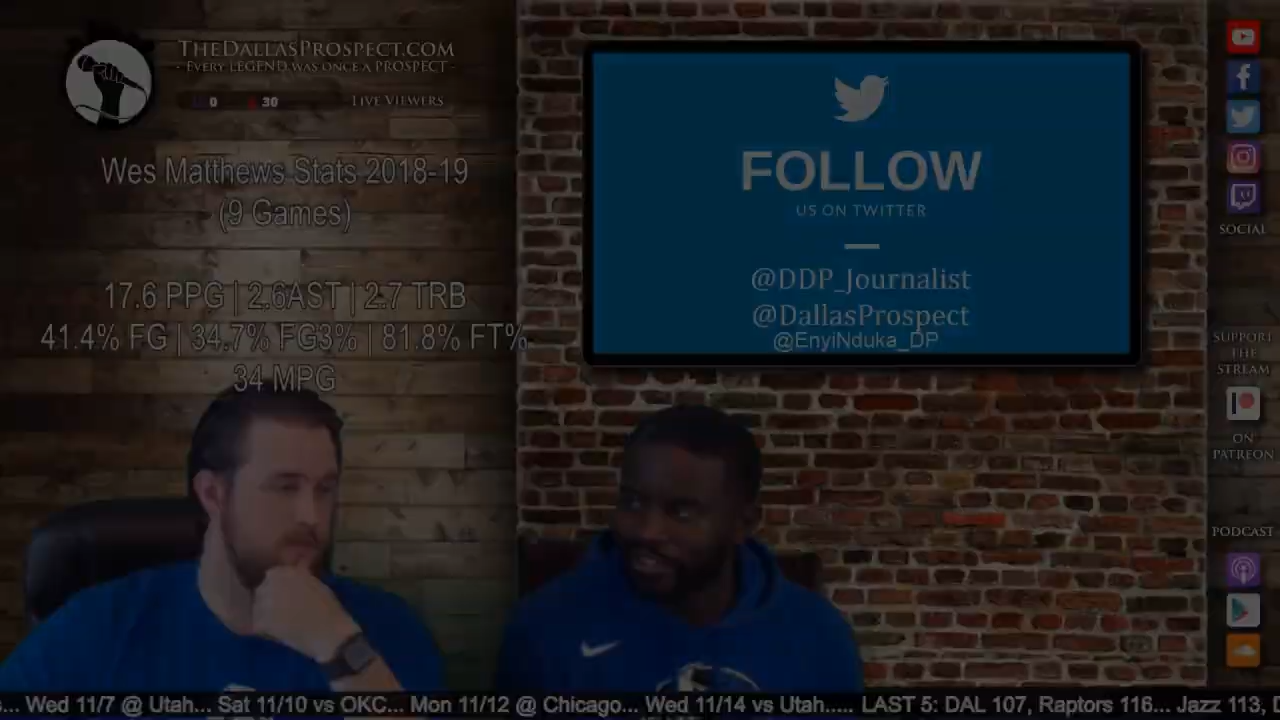 THEDALLASPROSPECT.COM
- EVERY LEGEND WAS ONCE A PROSPECT -
0 30 LIVE VIEWERS
Wes Matthews Stats 2018-19
(9 Games)
17.6 PPG | 2.6AST | 2.7 TRB
41.4% FG | 34.7% FG3% | 81.8% FT%
34 MPG
FOLLOW
US ON TWITTER
@DDP_Journalist
@DallasProspect
@EnyiNduka_DP
SOCIAL
SUPPORT
THE
STREAM
ON
PATREON
PODCAST
... Wed 11/7 @ Utah... Sat 11/10 vs OKC... Mon 11/12 @ Chicago... Wed 11/14 vs Utah..... LAST 5: DAL 107, Raptors 116... Jazz 113,